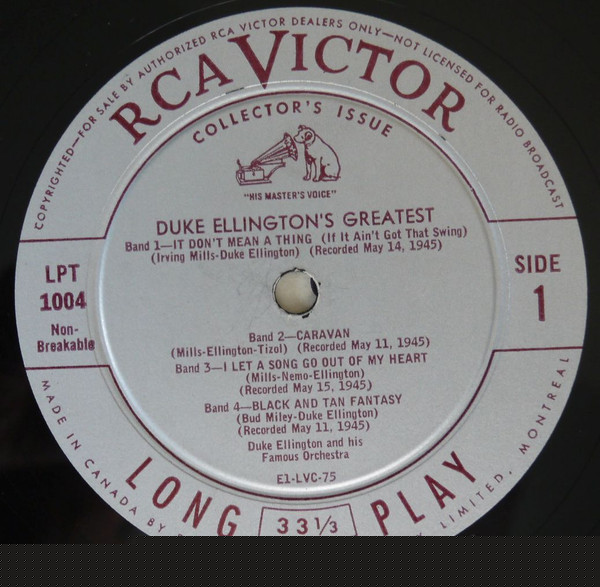 COPYRIGHTED—FOR SALE BY AUTHORIZED RCA VICTOR DEALERS ONLY—NOT LICENSED FOR RADIO BROADCAST
RCA VICTOR
COLLECTOR'S ISSUE
"HIS MASTER'S VOICE"
DUKE ELLINGTON'S GREATEST
Band 1—IT DON'T MEAN A THING (If It Ain't Got That Swing)
(Irving Mills-Duke Ellington) (Recorded May 14, 1945)
LPT
1004
Non-
Breakable
SIDE
1
Band 2—CARAVAN
(Mills-Ellington-Tizol) (Recorded May 11, 1945)
Band 3—I LET A SONG GO OUT OF MY HEART
(Mills-Nemo-Ellington)
(Recorded May 15, 1945)
Band 4—BLACK AND TAN FANTASY
(Bud Miley-Duke Ellington)
(Recorded May 11, 1945)
Duke Ellington and his
Famous Orchestra
E1-LVC-75
LONG PLAY
33 1/3
MADE IN CANADA BY
LIMITED, MONTREAL